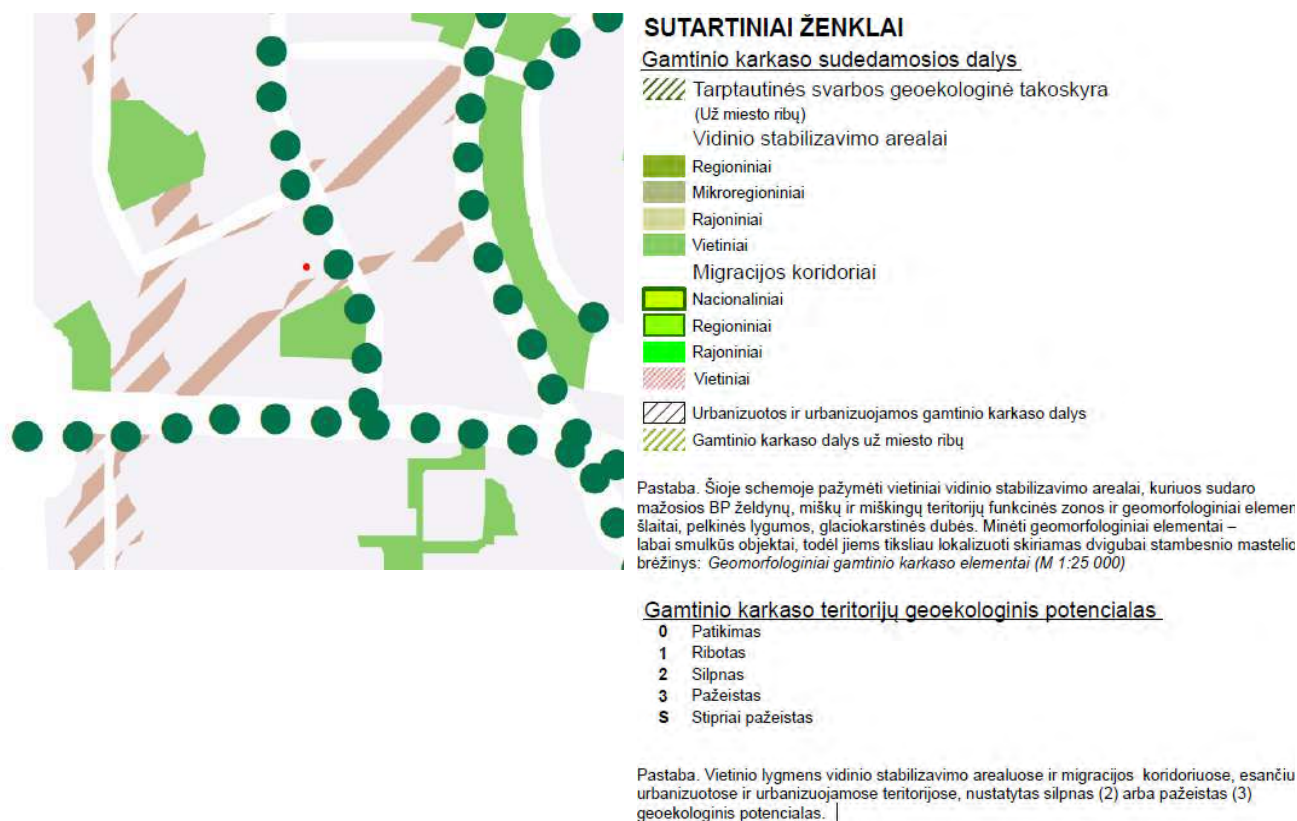 SUTARTINIAI ŽENKLAI
Gamtinio karkaso sudedamosios dalys
Tarptautinės svarbos geoekologinė takoskyra
(Už miesto ribų)
Vidinio stabilizavimo arealai
Regioniniai
Mikroregioniniai
Rajoniniai
Vietiniai
Migracijos koridoriai
Nacionaliniai
Regioniniai
Rajoniniai
Vietiniai
Urbanizuotos ir urbanizuojamos gamtinio karkaso dalys
Gamtinio karkaso dalys už miesto ribų
Pastaba. Šioje schemoje pažymėti vietiniai vidinio stabilizavimo arealai, kuriuos sudaro
mažosios BP želdynų, miškų ir miškingų teritorijų funkcinės zonos ir geomorfologiniai elemen
šlaitai, pelkinės lygumos, glaciokarstinės dubės. Minėti geomorfologiniai elementai –
labai smulkūs objektai, todėl jiems tiksliau lokalizuoti skiriamas dvigubai stambesnio mastelio
brėžinys: Geomorfologiniai gamtinio karkaso elementai (M 1:25 000)
Gamtinio karkaso teritorijų geoekologinis potencialas
0 Patikimas
1 Ribotas
2 Silpnas
3 Pažeistas
S Stipriai pažeistas
Pastaba. Vietinio lygmens vidinio stabilizavimo arealuose ir migracijos koridoriuose, esančiu
urbanizuotose ir urbanizuojamose teritorijose, nustatytas silpnas (2) arba pažeistas (3)
geoekologinis potencialas.